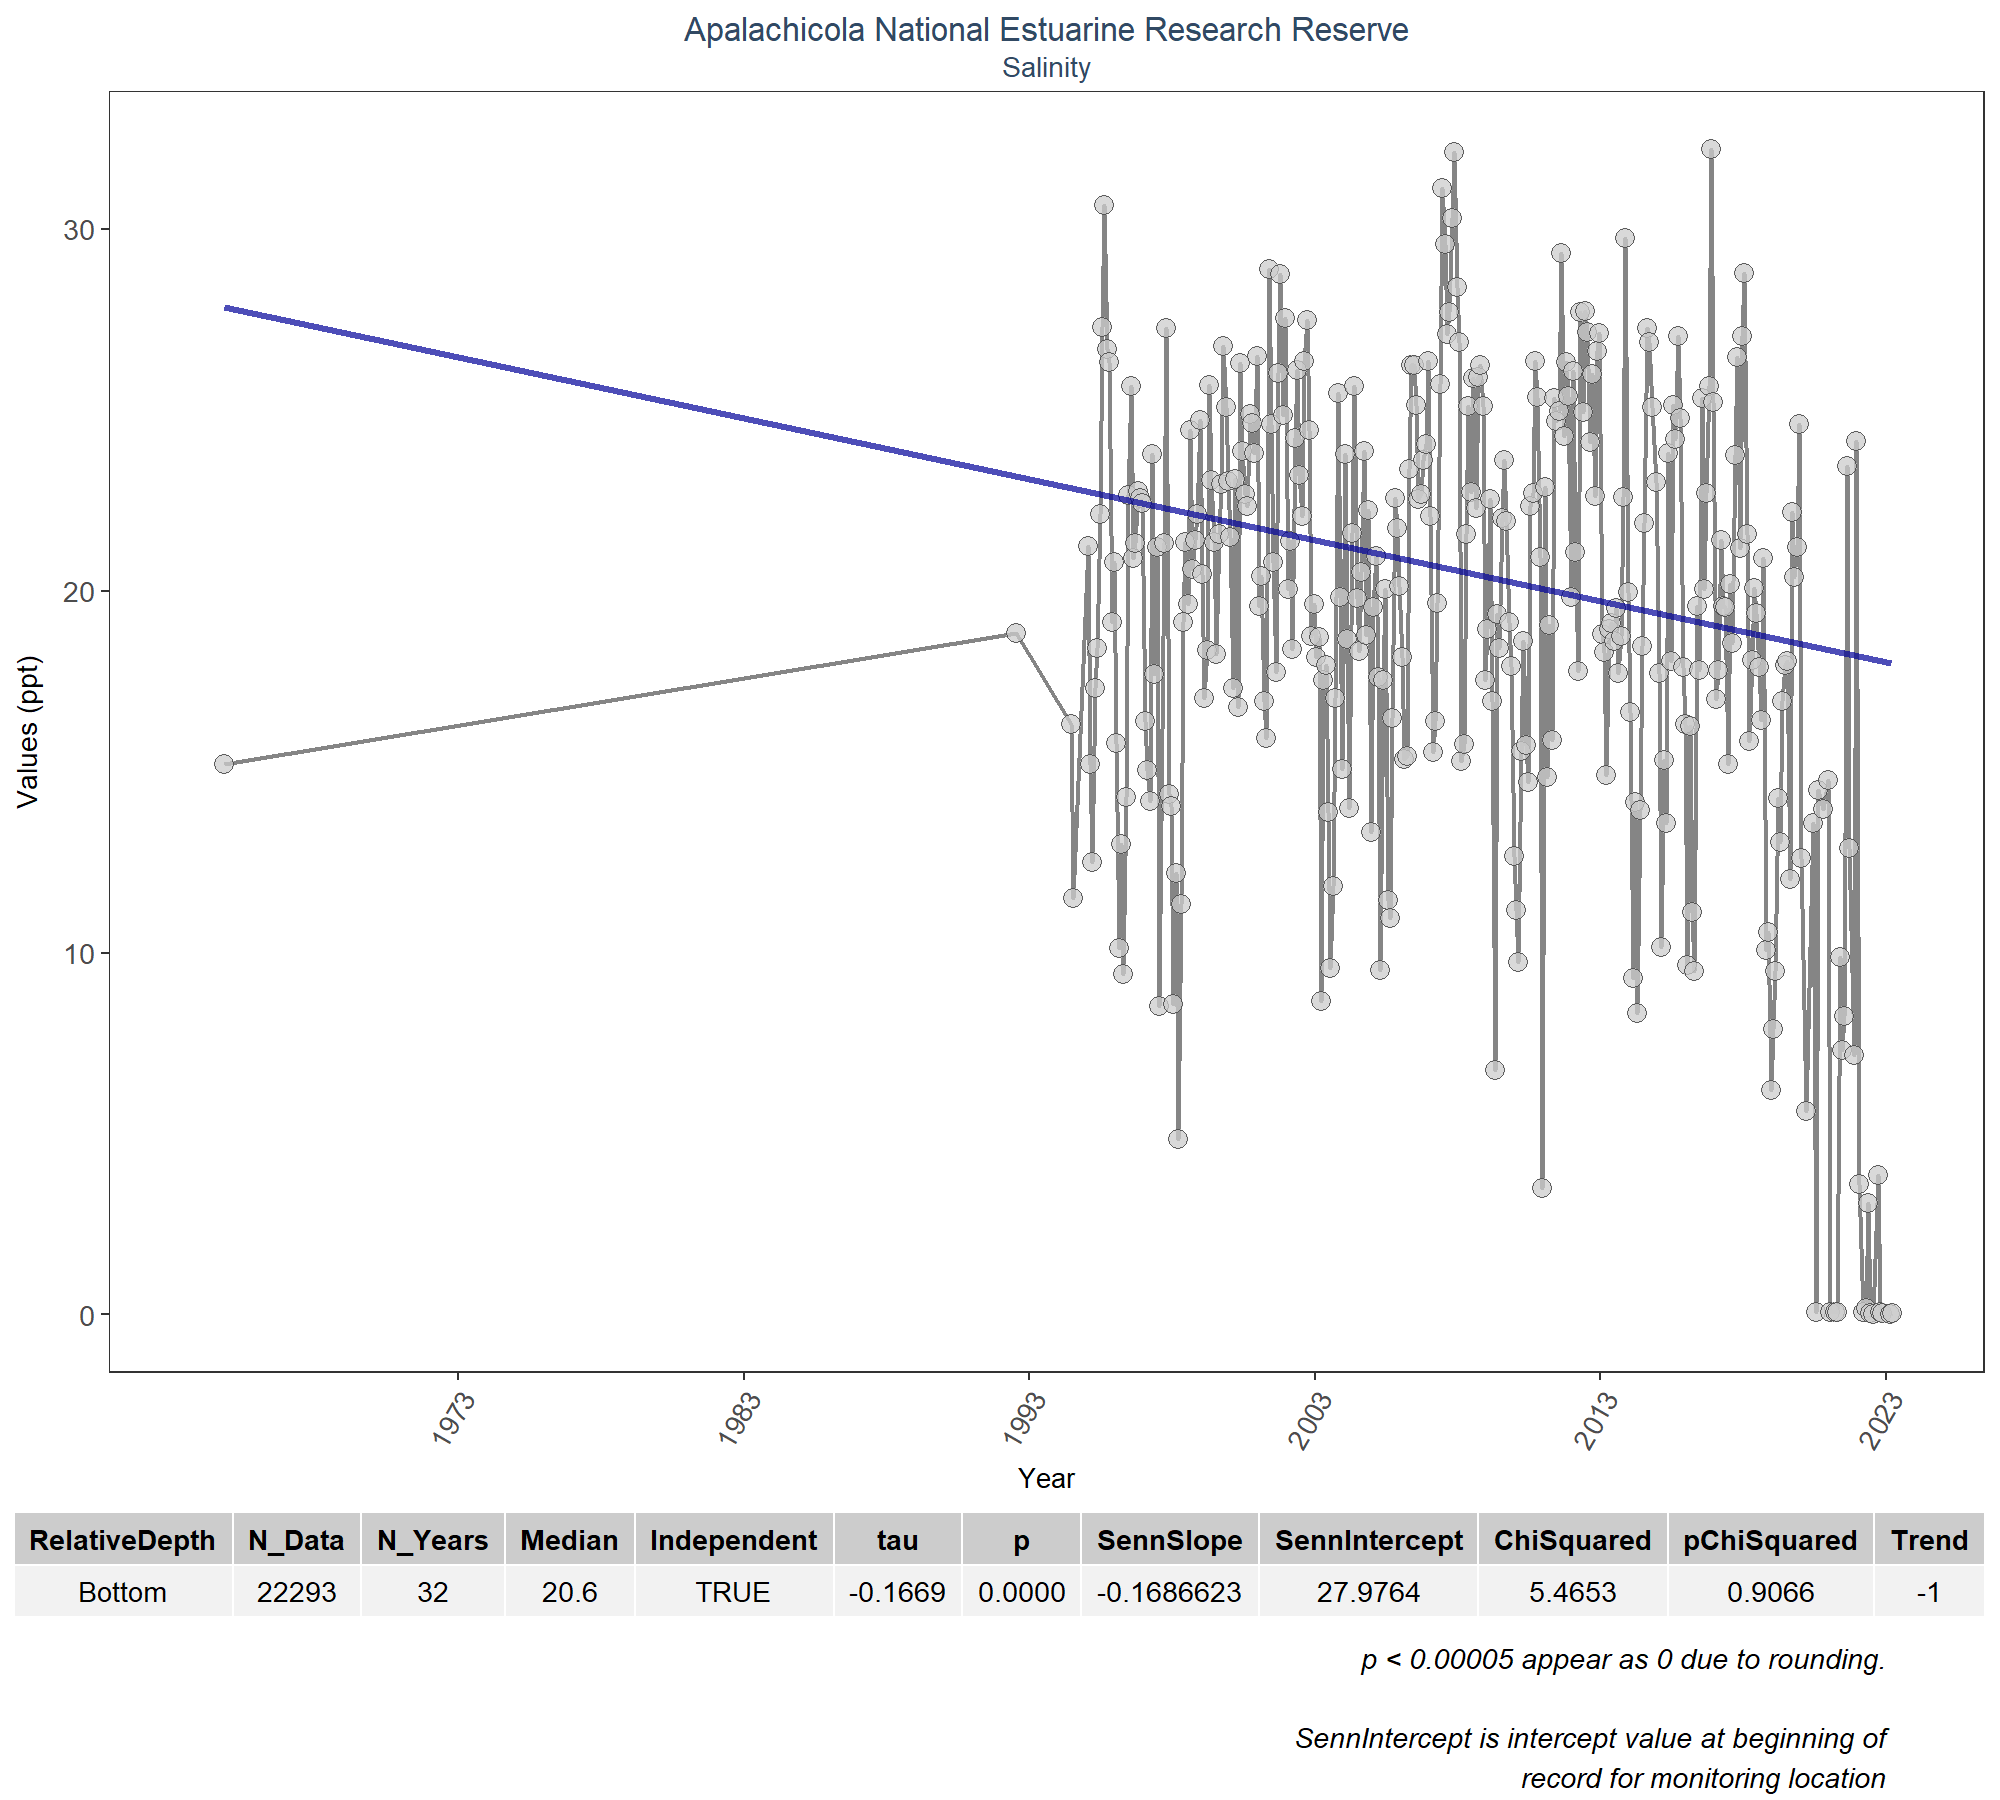 Apalachicola National Estuarine Research Reserve
Salinity
Values (ppt)
30
20
10
0
1973
1983
1993
2003
2013
2023
Year
RelativeDepth N_Data N_Years Median Independent tau p SennSlope SennIntercept ChiSquared pChiSquared Trend
Bottom 22293 32 20.6 TRUE -0.1669 0.0000 -0.1686623 27.9764 5.4653 0.9066 -1
p < 0.00005 appear as 0 due to rounding.
SennIntercept is intercept value at beginning of
record for monitoring location